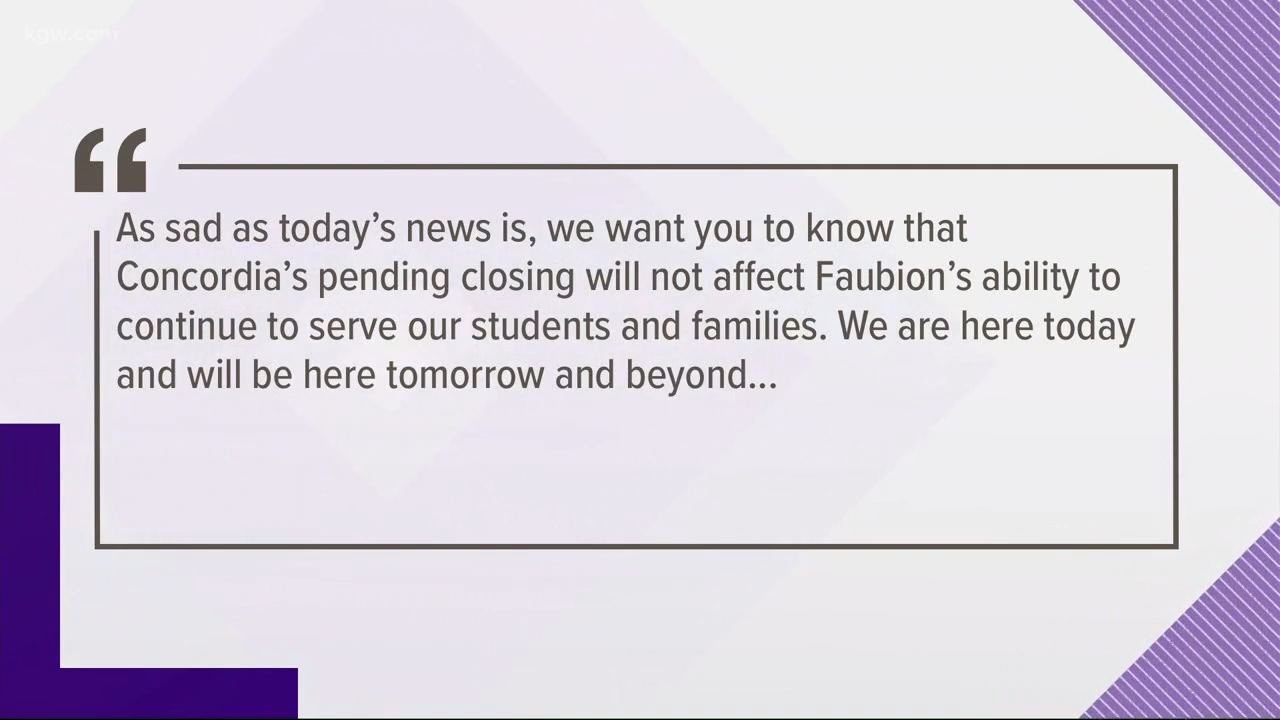 kgw.com
“
As sad as today’s news is, we want you to know that
Concordia’s pending closing will not affect Faubion’s ability to
continue to serve our students and families. We are here today
and will be here tomorrow and beyond...